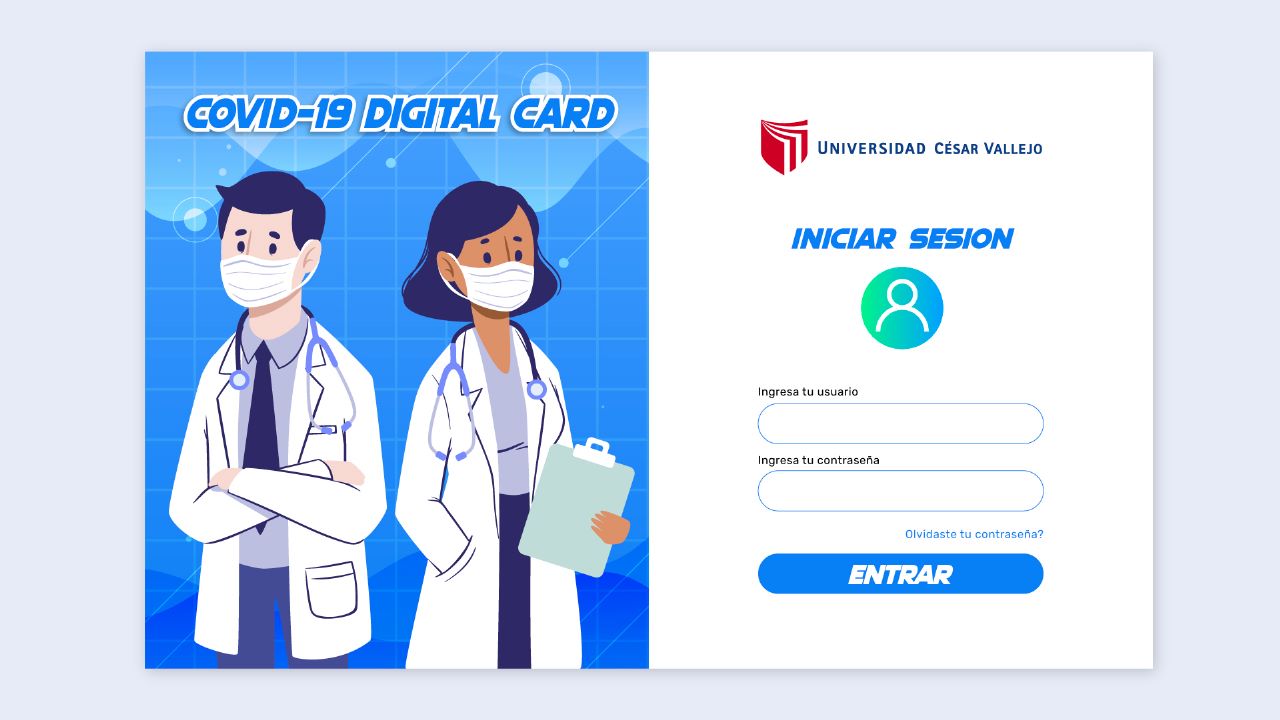 COVID-19 DIGITAL CARD
UNIVERSIDAD CÉSAR VALLEJO
INICIAR SESION
Ingresa tu usuario
Ingresa tu contraseña
Olvidaste tu contraseña?
ENTRAR